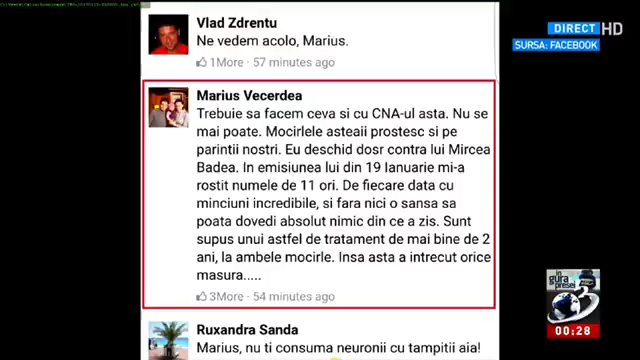 Vlad Zdrentu
Ne vedem acolo, Marius.
1More · 57 minutes ago
DIRECT HD
SURSA: FACEBOOK
Marius Vecerdea
Trebuie sa facem ceva si cu CNA-ul asta. Nu se
mai poate. Mocirlele asteaii prostesc si pe
parintii nostri. Eu deschid dosr contra lui Mircea
Badea. In emisiunea lui din 19 Ianuarie mi-a
rostit numele de 11 ori. De fiecare data cu
minciuni incredibile, si fara nici o sansa sa
poata dovedi absolut nimic din ce a zis. Sunt
supus unui astfel de tratament de mai bine de 2
ani, la ambele mocirle. Insa asta a intrecut orice
masura.....
3More · 54 minutes ago
Ruxandra Sanda
Marius, nu ti consuma neuronii cu tampitii aia!
in
gura
presei
00:28